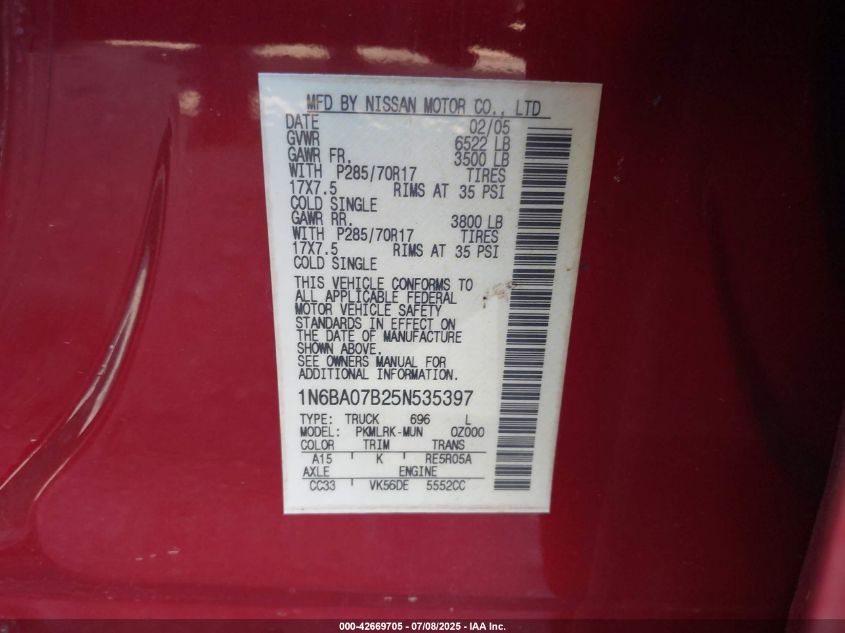 MFD BY NISSAN MOTOR CO., LTD
DATE 02/05
GVWR 6522 LB
GAWR FR. 3500 LB
WITH P285/70R17 TIRES
17X7.5 RIMS AT 35 PSI
COLD SINGLE
GAWR RR. 3800 LB
WITH P285/70R17 TIRES
17X7.5 RIMS AT 35 PSI
COLD SINGLE
THIS VEHICLE CONFORMS TO
ALL APPLICABLE FEDERAL
MOTOR VEHICLE SAFETY
STANDARDS IN EFFECT ON
THE DATE OF MANUFACTURE
SHOWN ABOVE.
SEE OWNERS MANUAL FOR
ADDITIONAL INFORMATION.
1N6BA07B25N535397
TYPE: TRUCK 696 L
MODEL: PKMLRK-MUN OZ000
COLOR TRIM TRANS
A15 K RE5R05A
AXLE ENGINE
CC33 VK56DE 5552CC
000-42669705 - 07/08/2025 - IAA Inc.